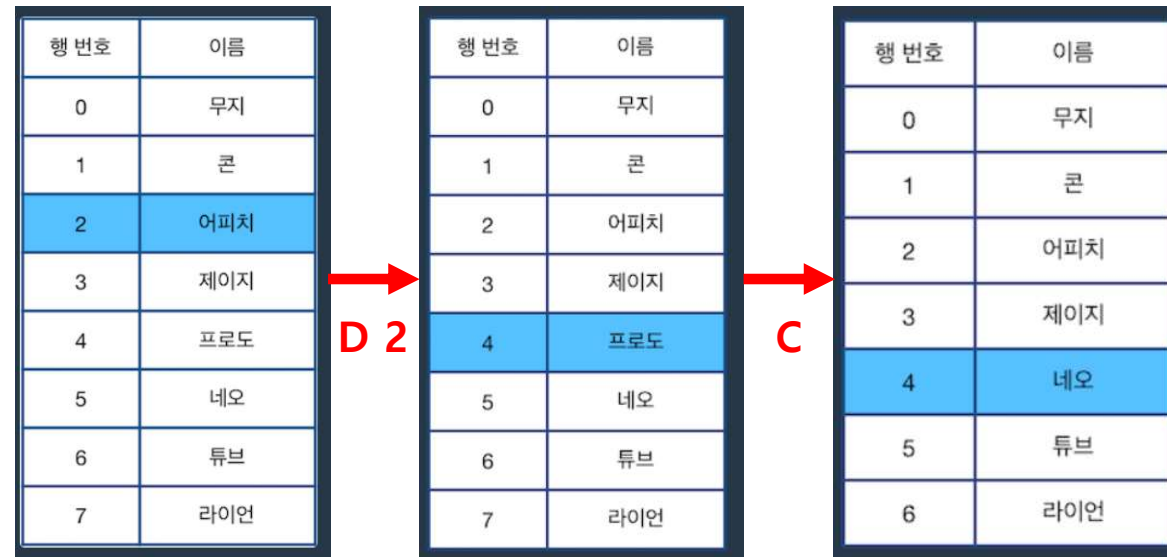 행 번호 이름
0 무지
1 콘
2 어피치
3 제이지
4 프로도
5 네오
6 튜브
7 라이언
D 2
행 번호 이름
0 무지
1 콘
2 어피치
3 제이지
4 프로도
5 네오
6 튜브
7 라이언
C
행 번호 이름
0 무지
1 콘
2 어피치
3 제이지
4 네오
5 튜브
6 라이언